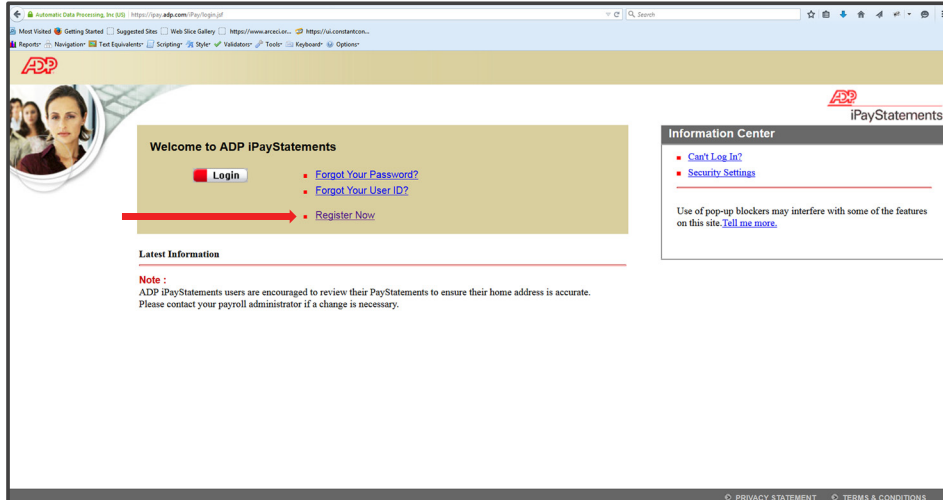 Automatic Data Processing, Inc (US) https://ipay.adp.com/iPay/login.jsf Search
Most Visited Getting Started Suggested Sites Web Slice Gallery https://www.arceci.or... https://ui.constantcon...
Reports Navigation Text Equivalents Scripting Style Validators Tools Keyboard Options
ADP
ADP
iPayStatements
Welcome to ADP iPayStatements
Login
Forgot Your Password?
Forgot Your User ID?
Register Now
Information Center
Can't Log In?
Security Settings
Use of pop-up blockers may interfere with some of the features
on this site.Tell me more.
Latest Information
Note :
ADP iPayStatements users are encouraged to review their PayStatements to ensure their home address is accurate.
Please contact your payroll administrator if a change is necessary.
© PRIVACY STATEMENT © TERMS & CONDITIONS